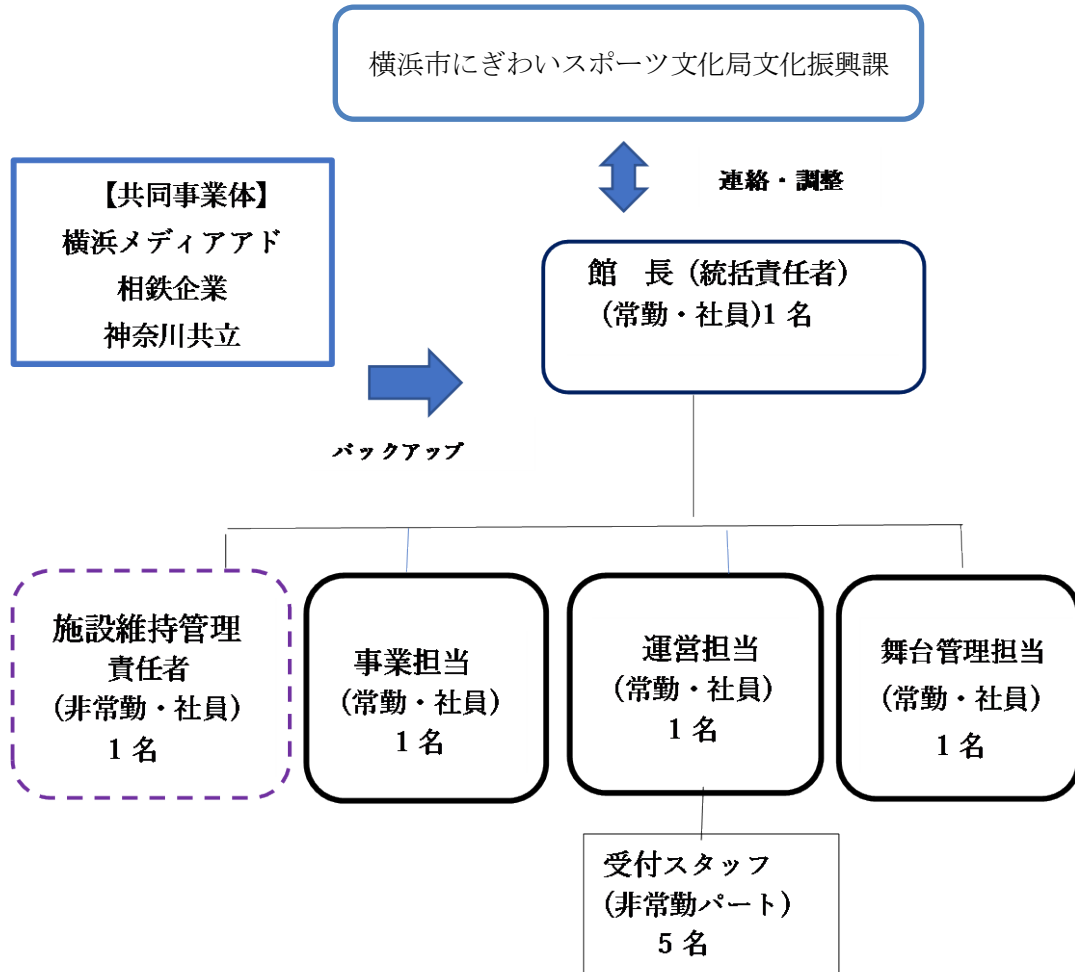 横浜市にぎわいスポーツ文化局文化振興課
連絡・調整
【共同事業体】
横浜メディアアド
相鉄企業
神奈川共立
館　長 (統括責任者)
(常勤・社員)1 名
バックアップ
施設維持管理
責任者
(非常勤・社員)
1 名
事業担当
(常勤・社員)
1 名
運営担当
(常勤・社員)
1 名
舞台管理担当
(常勤・社員)
1 名
受付スタッフ
(非常勤パート)
5 名